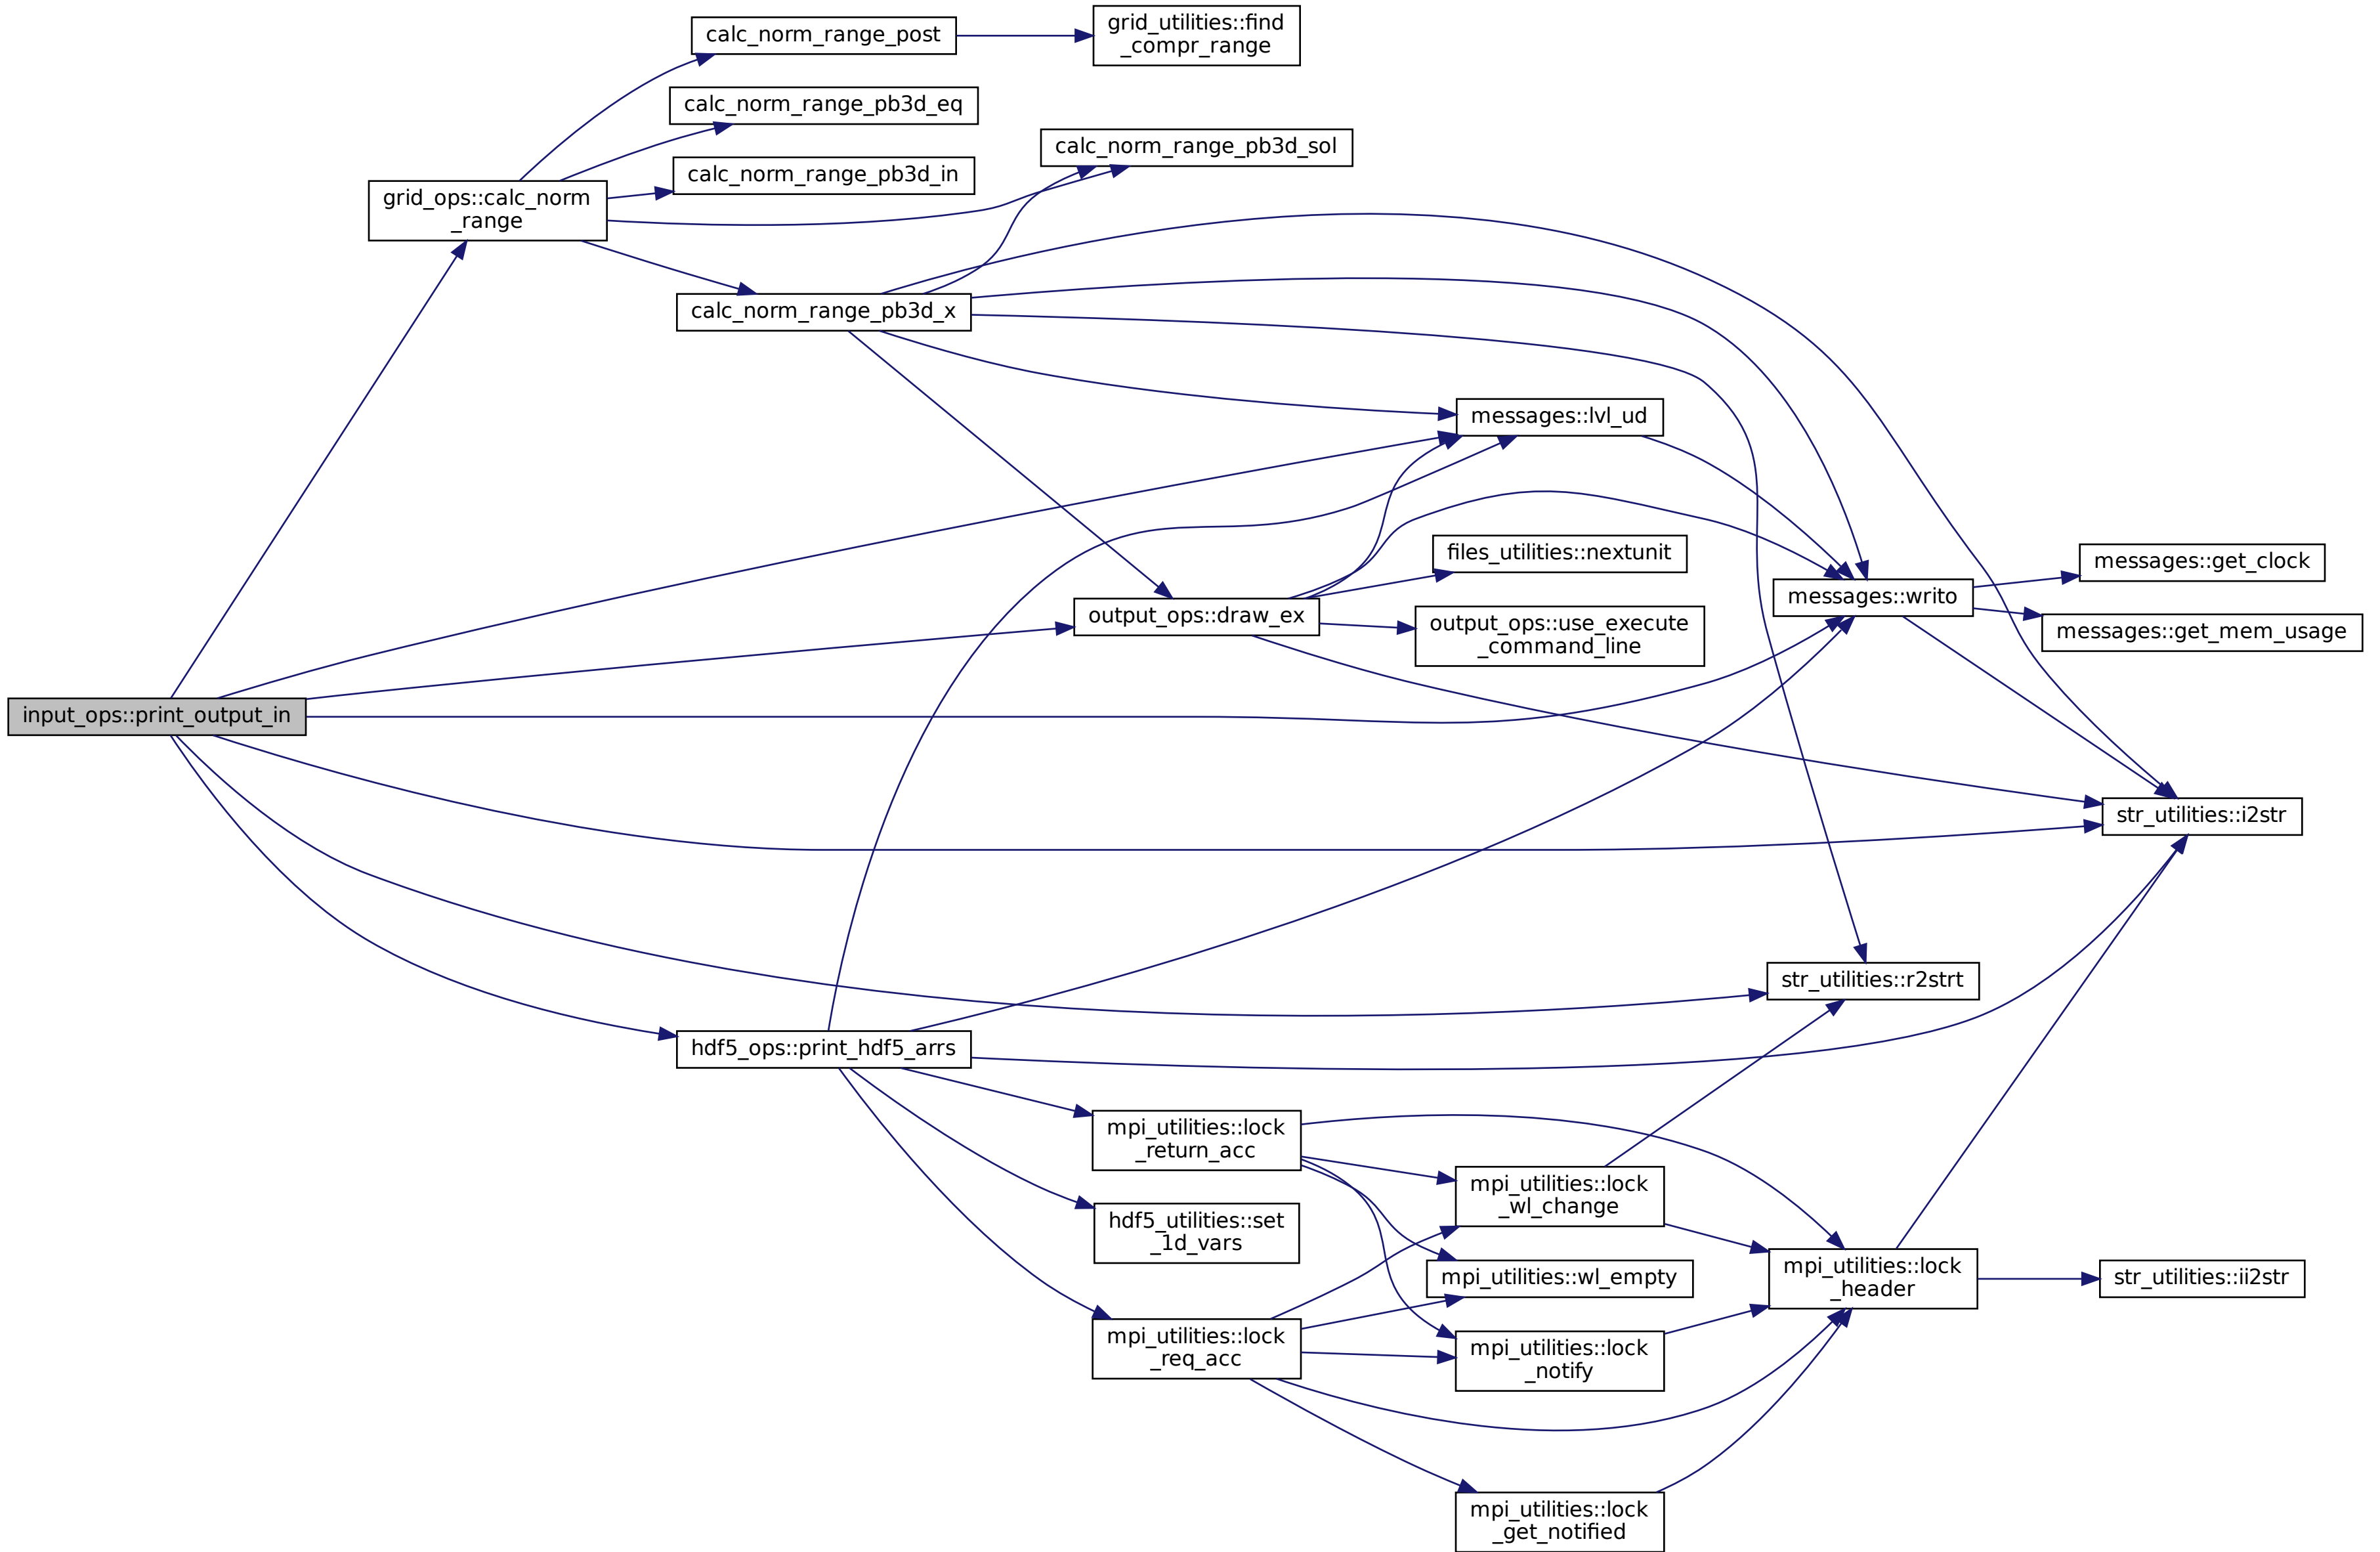 calc_norm_range_post
grid_utilities::find
_compr_range
calc_norm_range_pb3d_eq
calc_norm_range_pb3d_sol
calc_norm_range_pb3d_in
grid_ops::calc_norm
_range
calc_norm_range_pb3d_x
messages::lvl_ud
files_utilities::nextunit
messages::get_clock
messages::writo
output_ops::draw_ex
output_ops::use_execute
_command_line
messages::get_mem_usage
input_ops::print_output_in
str_utilities::i2str
str_utilities::r2strt
hdf5_ops::print_hdf5_arrs
mpi_utilities::lock
_return_acc
mpi_utilities::lock
_wl_change
hdf5_utilities::set
_1d_vars
mpi_utilities::wl_empty
mpi_utilities::lock
_header
str_utilities::ii2str
mpi_utilities::lock
_req_acc
mpi_utilities::lock
_notify
mpi_utilities::lock
_get_notified